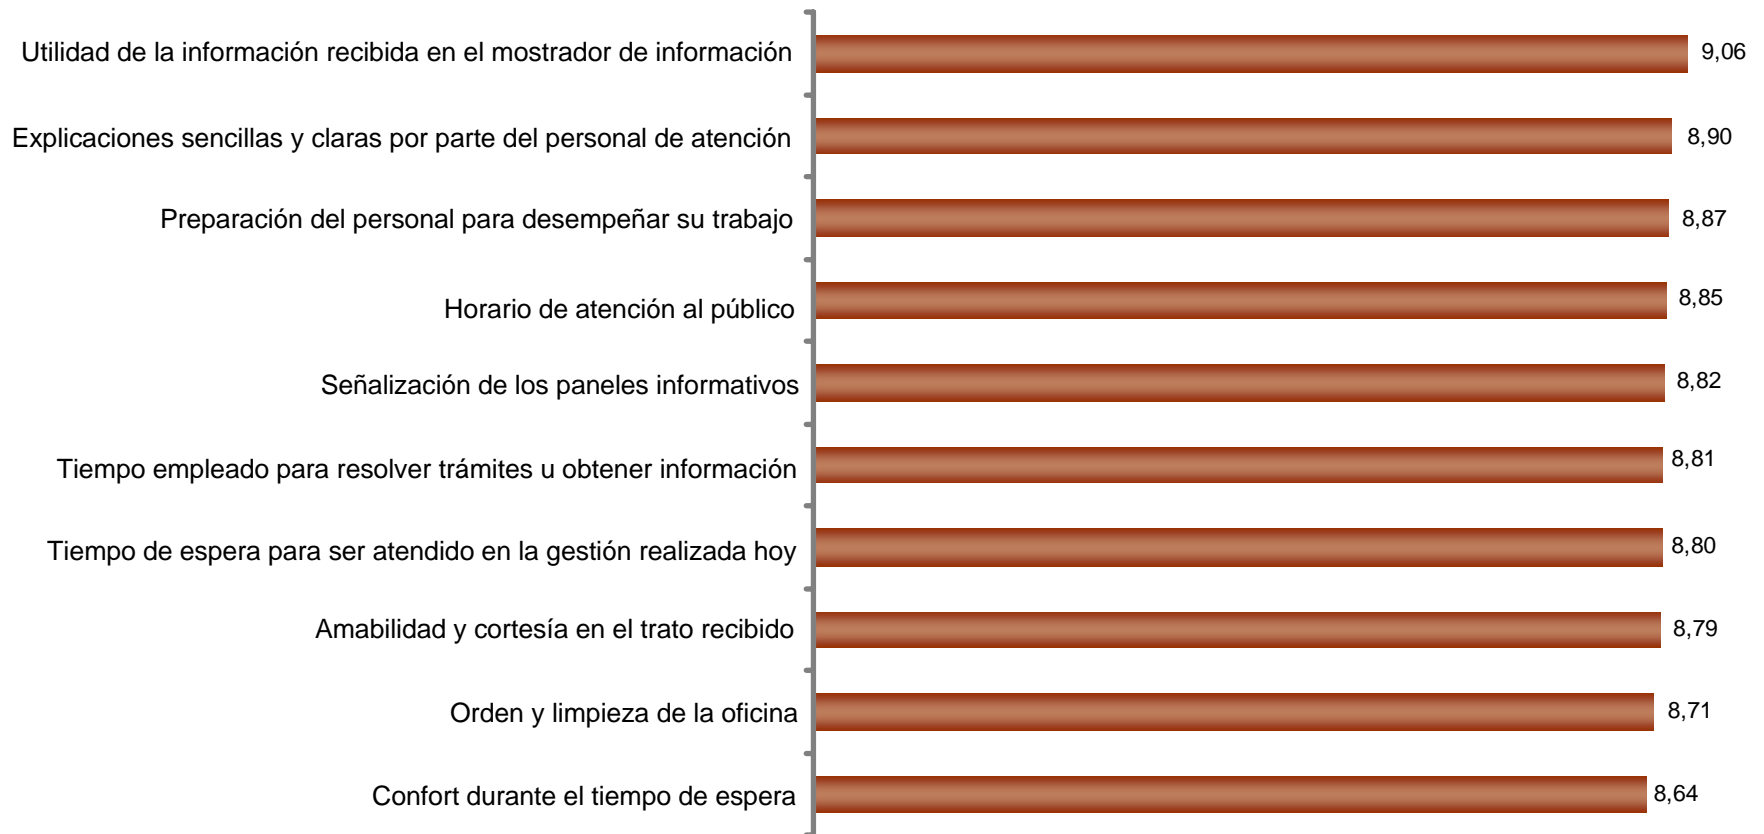 Utilidad de la información recibida en el mostrador de información 9,06
Explicaciones sencillas y claras por parte del personal de atención 8,90
Preparación del personal para desempeñar su trabajo 8,87
Horario de atención al público 8,85
Señalización de los paneles informativos 8,82
Tiempo empleado para resolver trámites u obtener información 8,81
Tiempo de espera para ser atendido en la gestión realizada hoy 8,80
Amabilidad y cortesía en el trato recibido 8,79
Orden y limpieza de la oficina 8,71
Confort durante el tiempo de espera 8,64